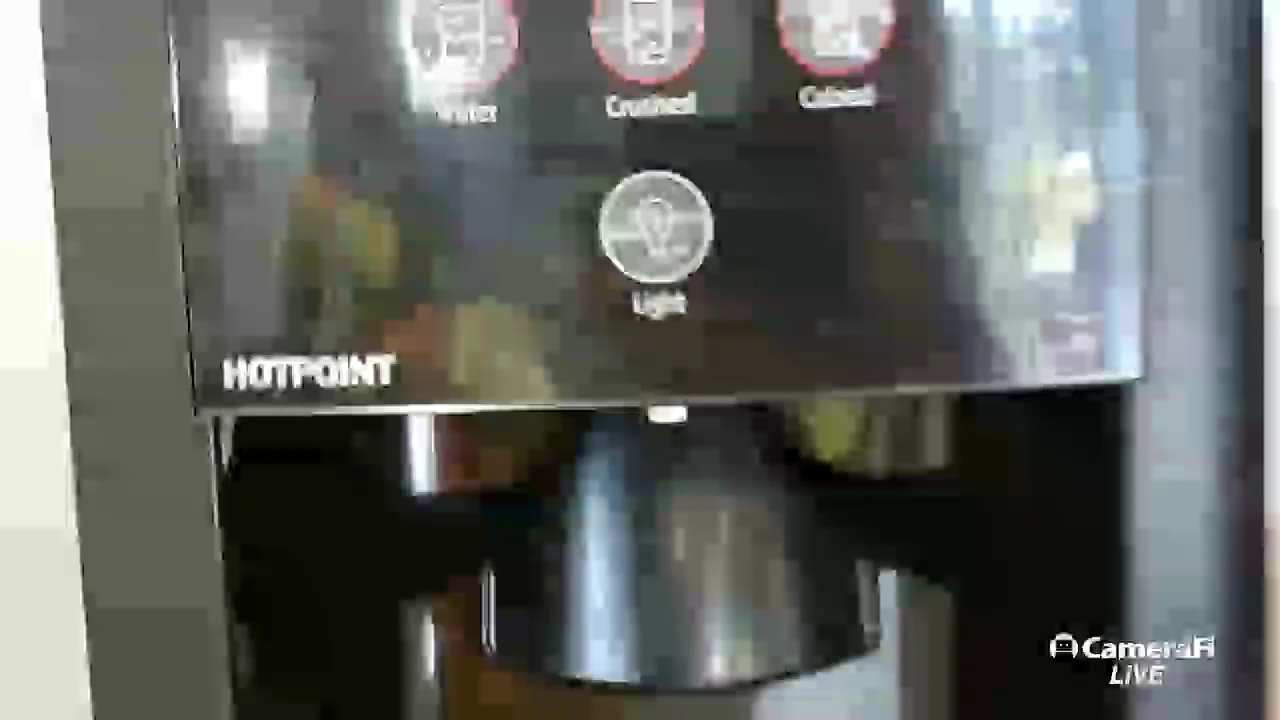 Water Crushed Cubed
Light
HOTPOINT
CameraFi
LiVE